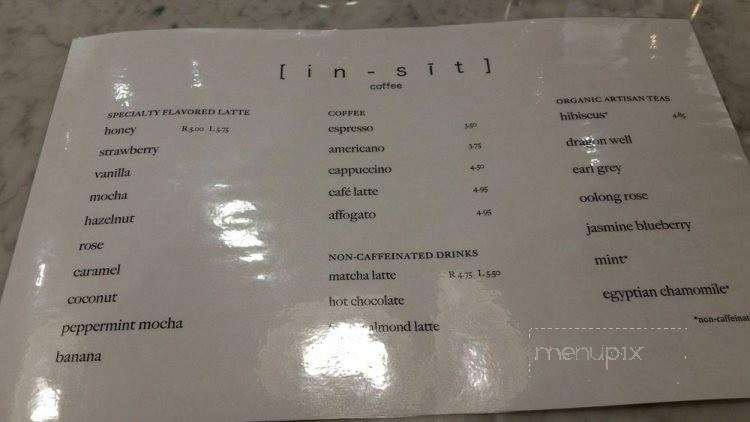 [ i n - s ī t ]
coffee
SPECIALTY FLAVORED LATTE
honey R 5.00 L 5.75
strawberry
vanilla
mocha
hazelnut
rose
caramel
coconut
peppermint mocha
banana
COFFEE
espresso 3.50
americano 3.75
cappuccino 4.50
café latte 4.95
affogato 4.95
NON-CAFFEINATED DRINKS
matcha latte R 4.75 L 5.50
hot chocolate
almond latte
ORGANIC ARTISAN TEAS
hibiscus* 4.85
dragon well
earl grey
oolong rose
jasmine blueberry
mint*
egyptian chamomile*
*non-caffeinat
menupix